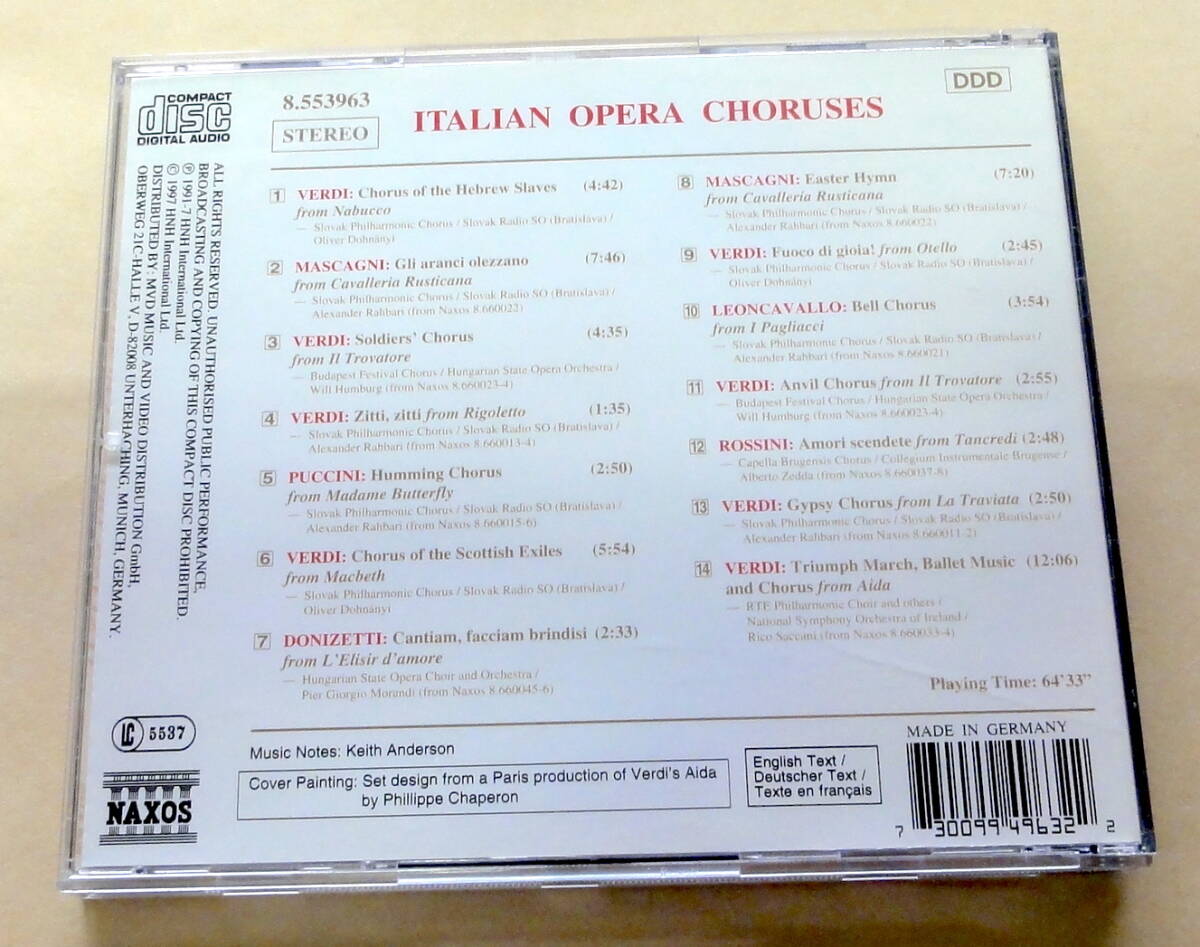 COMPACT
disc
DIGITAL AUDIO
8.553963
STEREO
ITALIAN OPERA CHORUSES
DDD
1 VERDI: Chorus of the Hebrew Slaves (4:42)
from Nabucco
— Slovak Philharmonic Chorus / Slovak Radio SO (Bratislava) /
Oliver Dohnányi
2 MASCAGNI: Gli aranci olezzano (7:46)
from Cavalleria Rusticana
— Slovak Philharmonic Chorus / Slovak Radio SO (Bratislava) /
Alexander Rahbari (from Naxos 8.660022)
3 VERDI: Soldiers' Chorus (4:35)
from Il Trovatore
— Budapest Festival Chorus / Hungarian State Opera Orchestra /
Will Humburg (from Naxos 8.660023-4)
4 VERDI: Zitti, zitti from Rigoletto (1:35)
— Slovak Philharmonic Chorus / Slovak Radio SO (Bratislava) /
Alexander Rahbari (from Naxos 8.660013-4)
5 PUCCINI: Humming Chorus (2:50)
from Madame Butterfly
— Slovak Philharmonic Chorus / Slovak Radio SO (Bratislava) /
Alexander Rahbari (from Naxos 8.660015-6)
6 VERDI: Chorus of the Scottish Exiles (5:54)
from Macbeth
— Slovak Philharmonic Chorus / Slovak Radio SO (Bratislava) /
Oliver Dohnányi
7 DONIZETTI: Cantiam, facciam brindisi (2:33)
from L'Elisir d'amore
— Hungarian State Opera Choir and Orchestra /
Pier Giorgio Morandi (from Naxos 8.660045-6)
8 MASCAGNI: Easter Hymn (7:20)
from Cavalleria Rusticana
— Slovak Philharmonic Chorus / Slovak Radio SO (Bratislava) /
Alexander Rahbari (from Naxos 8.660022)
9 VERDI: Fuoco di gioia! from Otello (2:45)
— Slovak Philharmonic Chorus / Slovak Radio SO (Bratislava) /
Oliver Dohnányi
10 LEONCAVALLO: Bell Chorus (3:54)
from I Pagliacci
— Slovak Philharmonic Chorus / Slovak Radio SO (Bratislava) /
Alexander Rahbari (from Naxos 8.660021)
11 VERDI: Anvil Chorus from Il Trovatore (2:55)
— Budapest Festival Chorus / Hungarian State Opera Orchestra /
Will Humburg (from Naxos 8.660023-4)
12 ROSSINI: Amori scendete from Tancredi (2:48)
— Capella Brugensis Chorus / Collegium Instrumentale Brugense /
Alberto Zedda (from Naxos 8.660037-8)
13 VERDI: Gypsy Chorus from La Traviata (2:50)
— Slovak Philharmonic Chorus / Slovak Radio SO (Bratislava) /
Alexander Rahbari (from Naxos 8.660011-2)
14 VERDI: Triumph March, Ballet Music (12:06)
and Chorus from Aida
— RTE Philharmonic Choir and others /
National Symphony Orchestra of Ireland /
Rico Saccani (from Naxos 8.660033-4)
Playing Time: 64'33"
ALL RIGHTS RESERVED. UNAUTHORISED PUBLIC PERFORMANCE,
BROADCASTING AND COPYING OF THIS COMPACT DISC PROHIBITED.
℗ 1991-7 HNH International Ltd.
© 1997 HNH International Ltd.
DISTRIBUTED BY: MVD MUSIC AND VIDEO DISTRIBUTION GmbH,
OBERWEG 21C-HALLE V, D-82008 UNTERHACHING, MUNICH, GERMANY.
LC 5537
NAXOS
Music Notes: Keith Anderson
Cover Painting: Set design from a Paris production of Verdi's Aida
by Phillippe Chaperon
English Text /
Deutscher Text /
Texte en français
MADE IN GERMANY
7 30099 49632 2